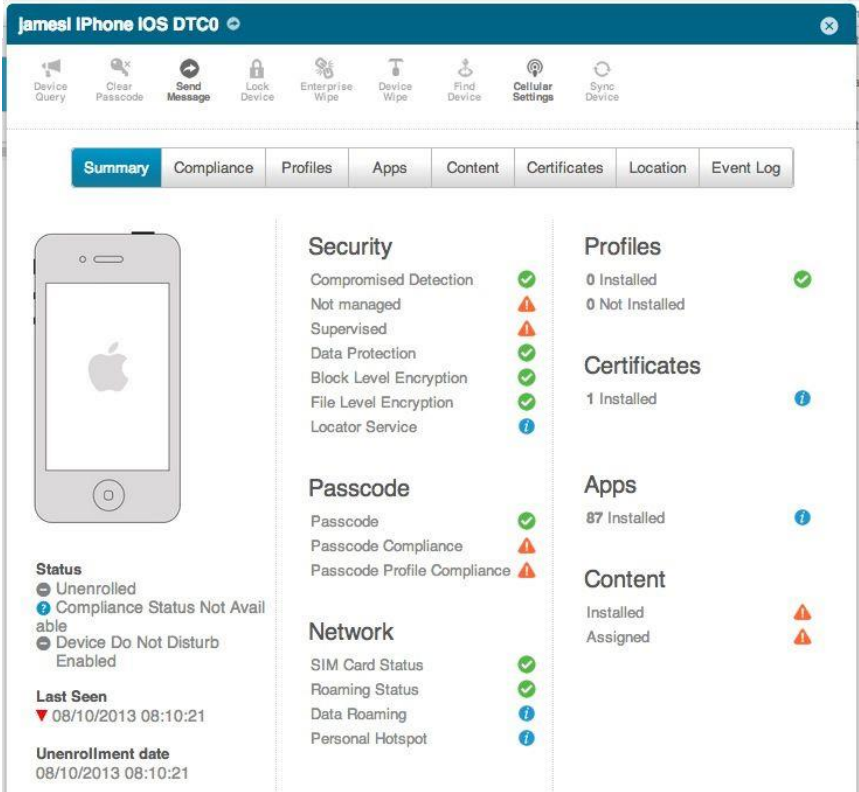 jamesl iPhone iOS DTC0
Device Query
Clear Passcode
Send Message
Lock Device
Enterprise Wipe
Device Wipe
Find Device
Cellular Settings
Sync Device
Summary
Compliance
Profiles
Apps
Content
Certificates
Location
Event Log
Status
Unenrolled
Compliance Status Not Avail
able
Device Do Not Disturb
Enabled
Last Seen
08/10/2013 08:10:21
Unenrollment date
08/10/2013 08:10:21
Security
Compromised Detection
Not managed
Supervised
Data Protection
Block Level Encryption
File Level Encryption
Locator Service
Passcode
Passcode
Passcode Compliance
Passcode Profile Compliance
Network
SIM Card Status
Roaming Status
Data Roaming
Personal Hotspot
Profiles
0 Installed
0 Not Installed
Certificates
1 Installed
Apps
87 Installed
Content
Installed
Assigned